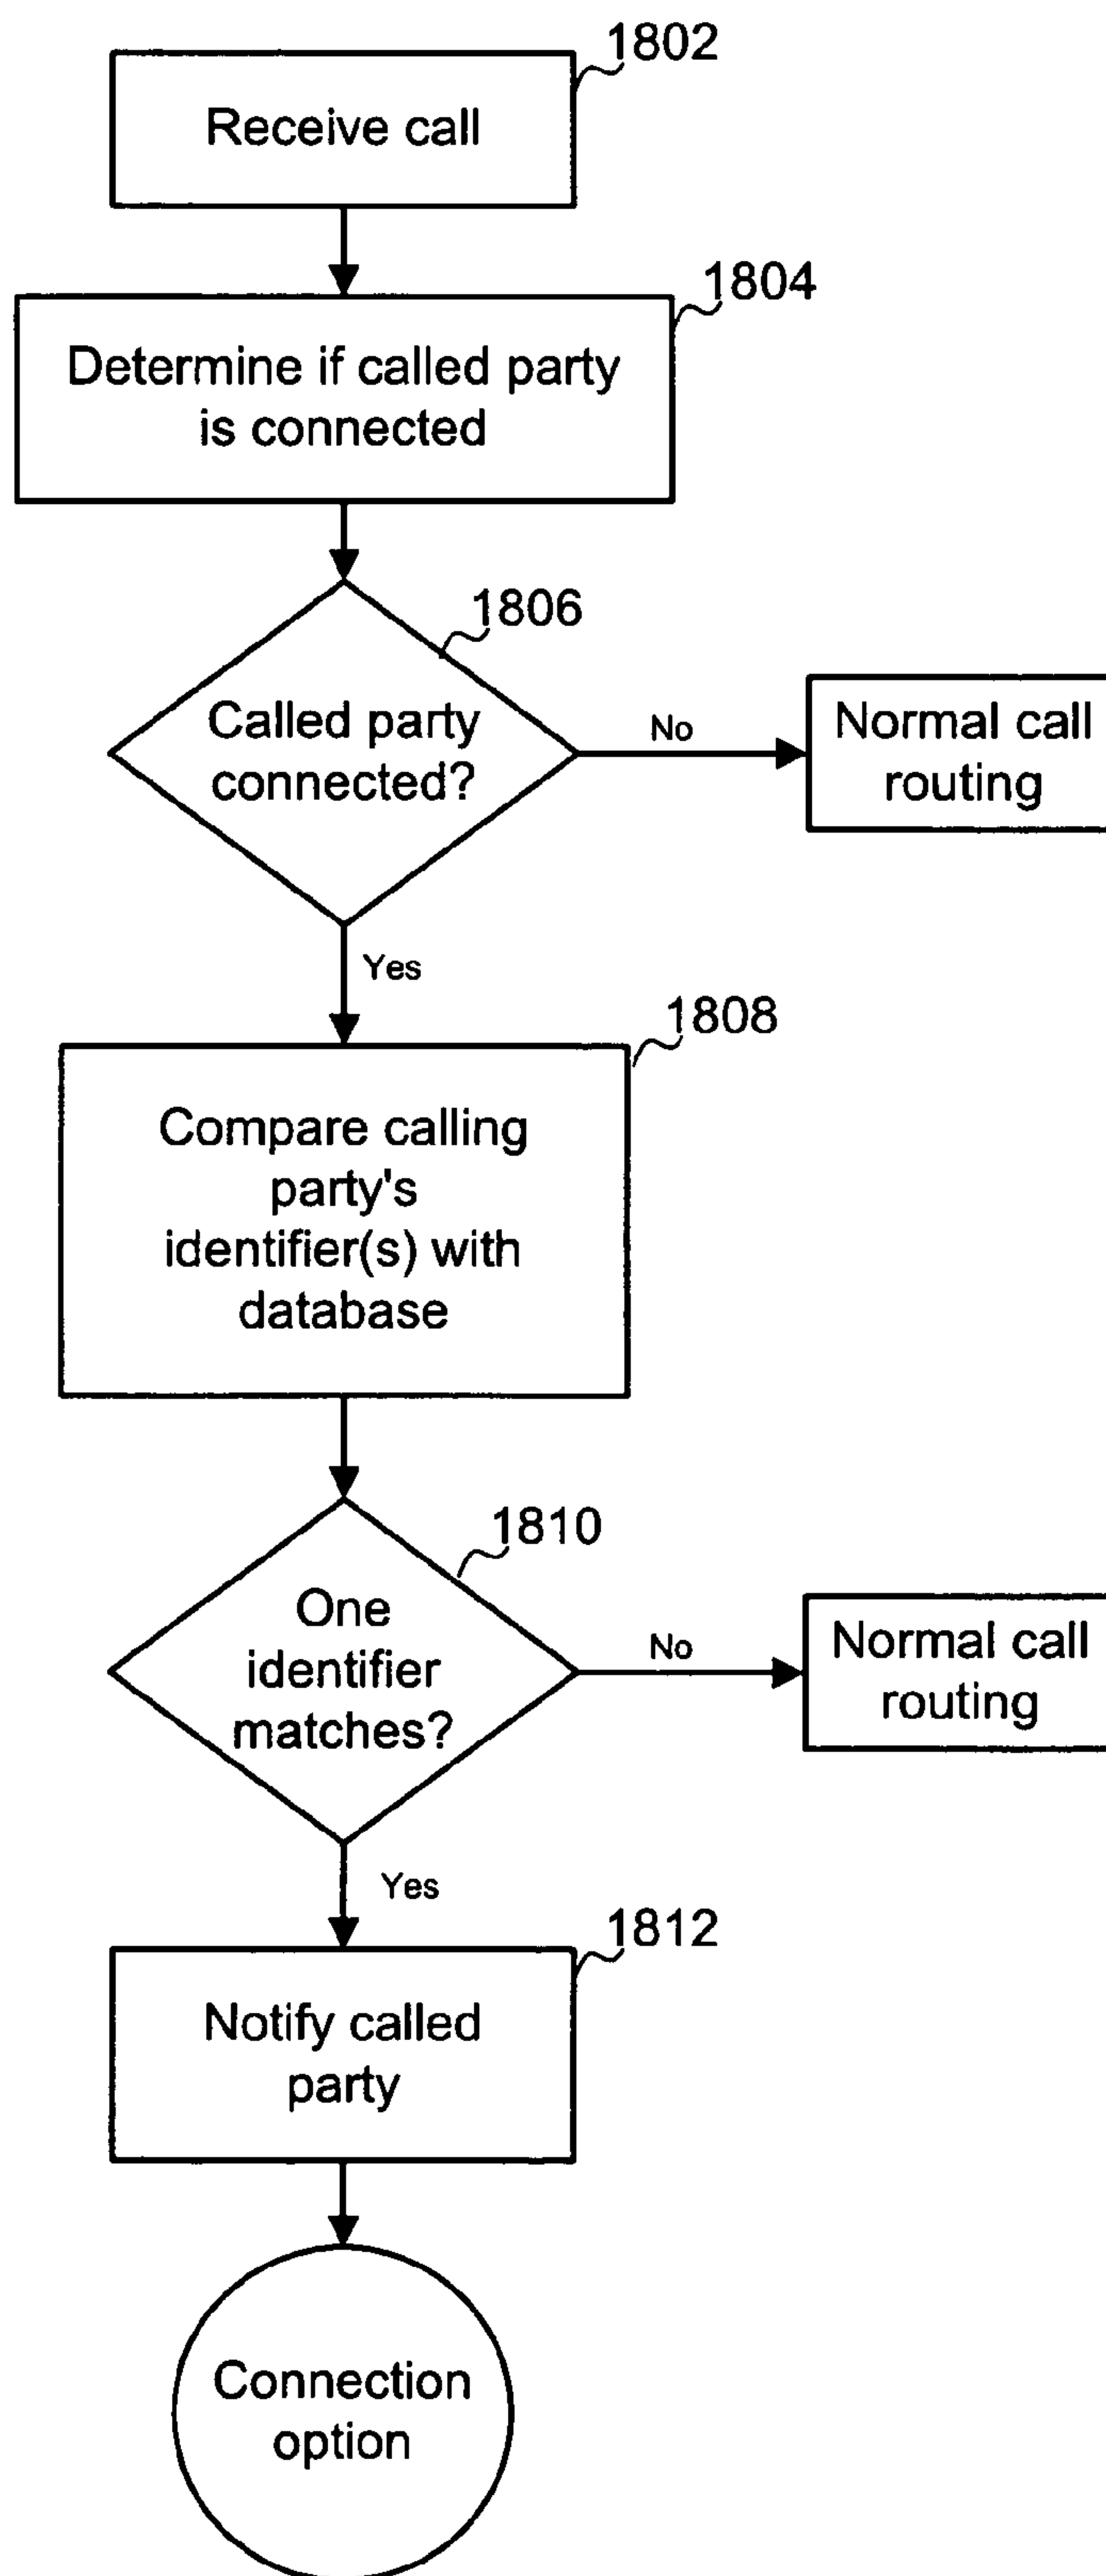 1802
Receive call
1804
Determine if called party
is connected
1806
Called party
connected?
No
Normal call
routing
Yes
1808
Compare calling
party's
identifier(s) with
database
1810
One
identifier
matches?
No
Normal call
routing
Yes
1812
Notify called
party
Connection
option